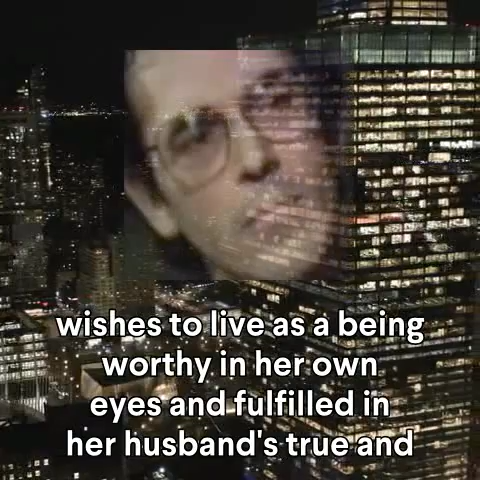 wishes to live as a being
worthy in her own
eyes and fulfilled in
her husband's true and